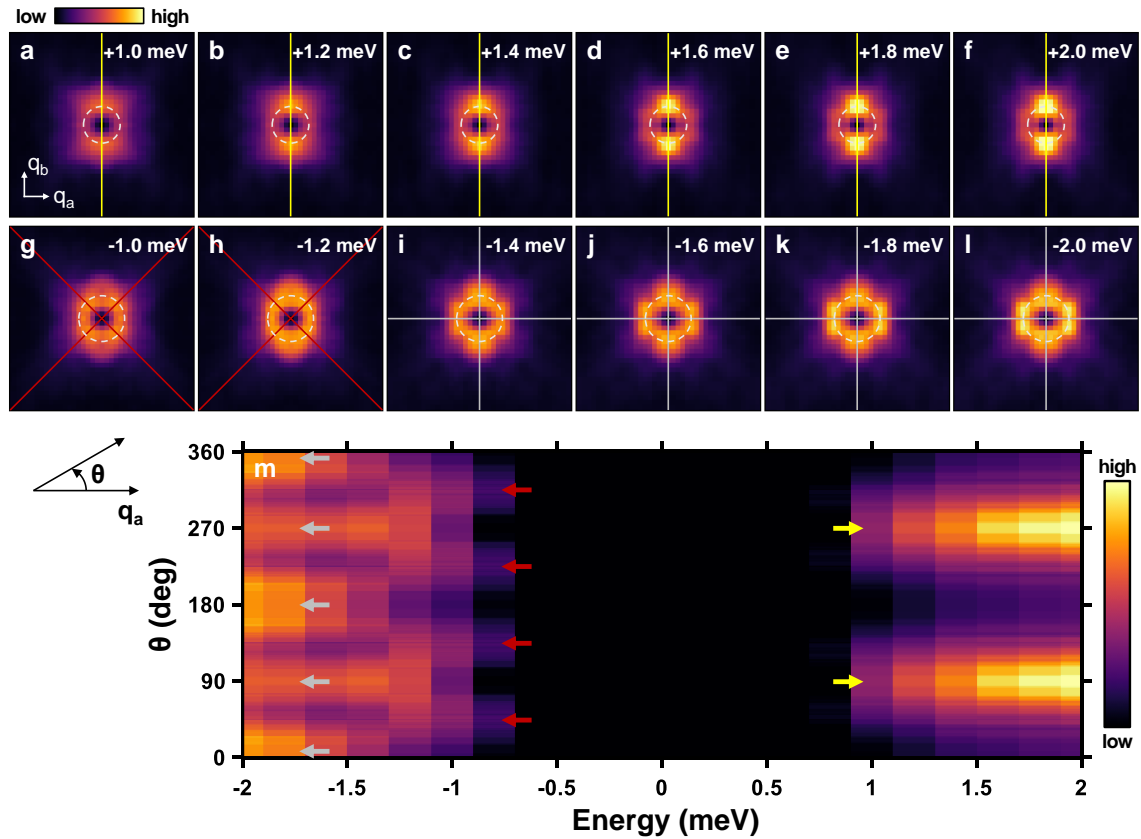 low high
a +1.0 meV b +1.2 meV c +1.4 meV d +1.6 meV e +1.8 meV f +2.0 meV
q_b
q_a
g -1.0 meV h -1.2 meV i -1.4 meV j -1.6 meV k -1.8 meV l -2.0 meV
θ
q_a
m
θ (deg)
360
270
180
90
0
-2 -1.5 -1 -0.5 0 0.5 1 1.5 2
Energy (meV)
high
low